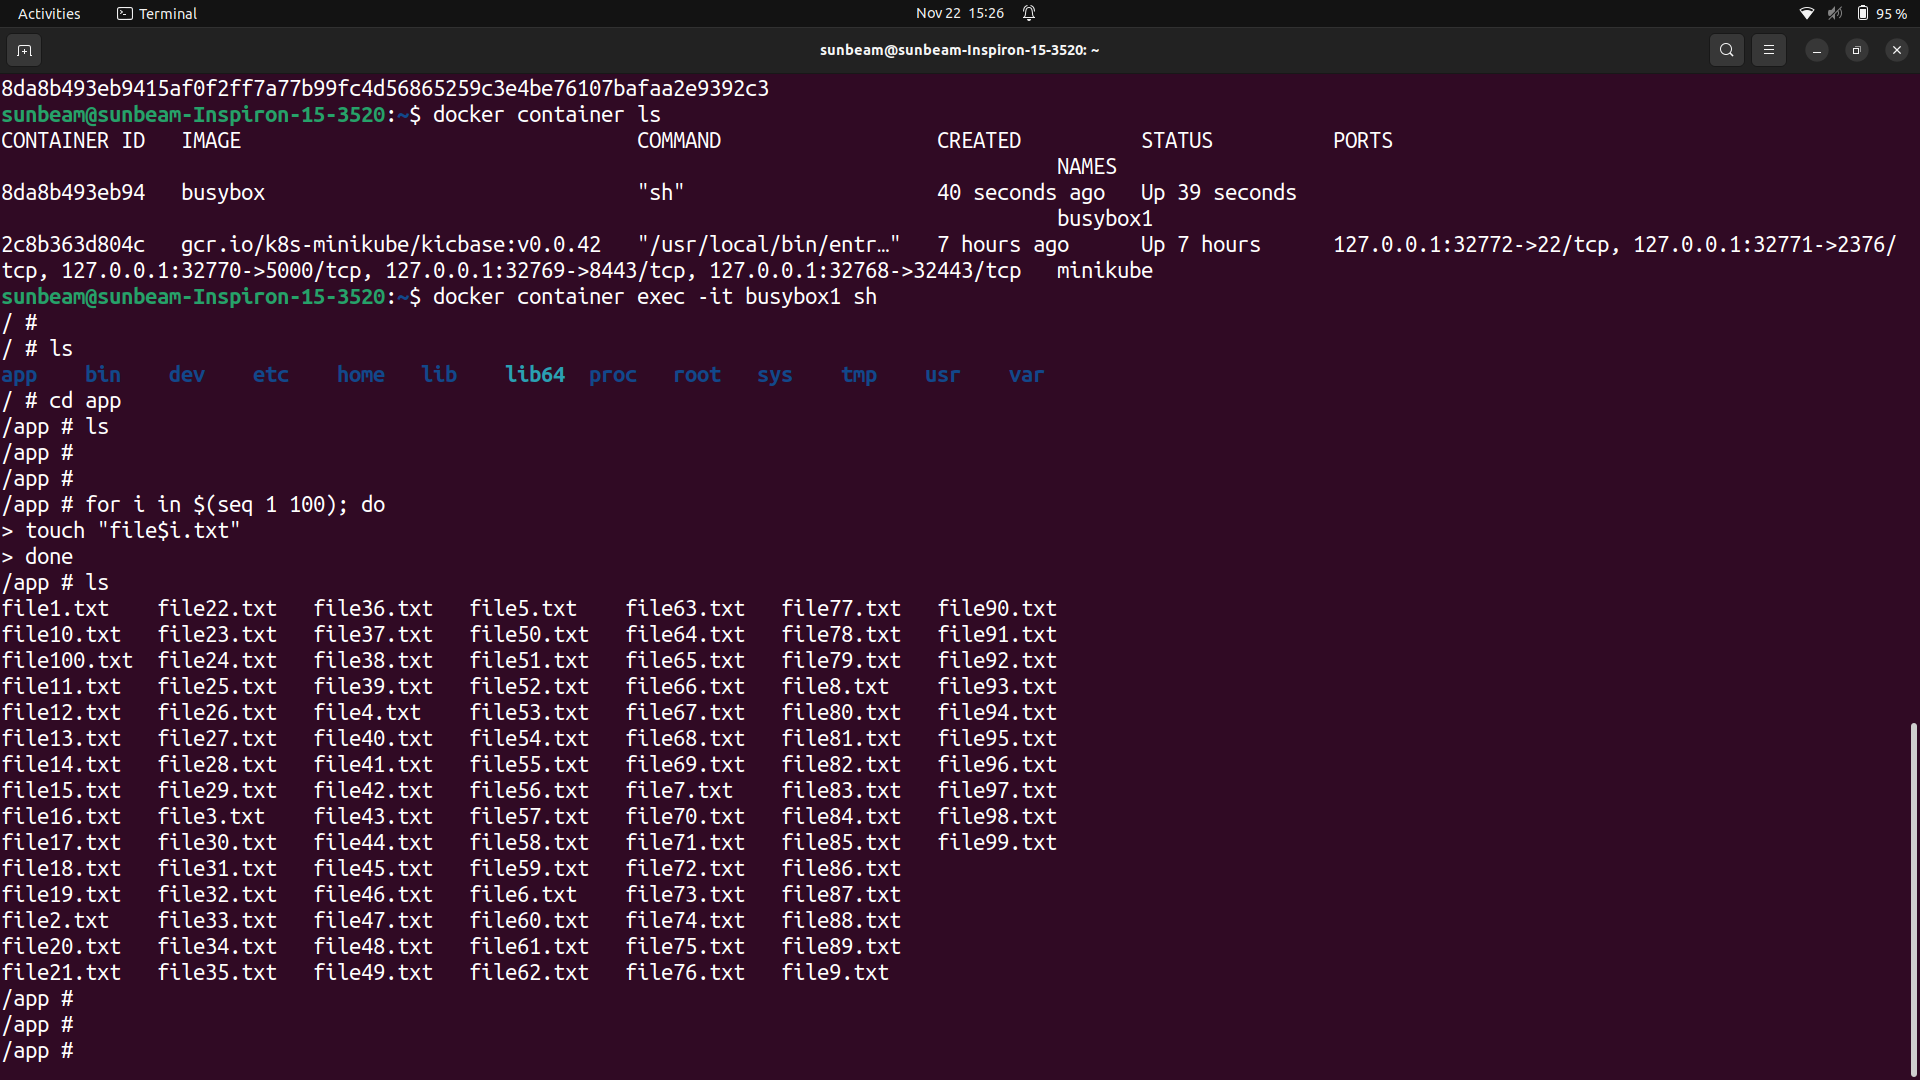 Activities Terminal Nov 22 15:26 95 %
sunbeam@sunbeam-Inspiron-15-3520: ~
8da8b493eb9415af0f2ff7a77b99fc4d56865259c3e4be76107bafaa2e9392c3
sunbeam@sunbeam-Inspiron-15-3520:~$ docker container ls
CONTAINER ID   IMAGE                                 COMMAND                  CREATED          STATUS          PORTS
NAMES
8da8b493eb94   busybox                               "sh"                     40 seconds ago   Up 39 seconds
busybox1
2c8b363d804c   gcr.io/k8s-minikube/kicbase:v0.0.42   "/usr/local/bin/entr…"   7 hours ago      Up 7 hours      127.0.0.1:32772->22/tcp, 127.0.0.1:32771->2376/
tcp, 127.0.0.1:32770->5000/tcp, 127.0.0.1:32769->8443/tcp, 127.0.0.1:32768->32443/tcp   minikube
sunbeam@sunbeam-Inspiron-15-3520:~$ docker container exec -it busybox1 sh
/ #
/ # ls
app    bin    dev    etc    home   lib    lib64  proc   root   sys    tmp    usr    var
/ # cd app
/app # ls
/app #
/app #
/app # for i in $(seq 1 100); do
> touch "file$i.txt"
> done
/app # ls
file1.txt    file22.txt   file36.txt   file5.txt    file63.txt   file77.txt   file90.txt
file10.txt   file23.txt   file37.txt   file50.txt   file64.txt   file78.txt   file91.txt
file100.txt  file24.txt   file38.txt   file51.txt   file65.txt   file79.txt   file92.txt
file11.txt   file25.txt   file39.txt   file52.txt   file66.txt   file8.txt    file93.txt
file12.txt   file26.txt   file4.txt    file53.txt   file67.txt   file80.txt   file94.txt
file13.txt   file27.txt   file40.txt   file54.txt   file68.txt   file81.txt   file95.txt
file14.txt   file28.txt   file41.txt   file55.txt   file69.txt   file82.txt   file96.txt
file15.txt   file29.txt   file42.txt   file56.txt   file7.txt    file83.txt   file97.txt
file16.txt   file3.txt    file43.txt   file57.txt   file70.txt   file84.txt   file98.txt
file17.txt   file30.txt   file44.txt   file58.txt   file71.txt   file85.txt   file99.txt
file18.txt   file31.txt   file45.txt   file59.txt   file72.txt   file86.txt
file19.txt   file32.txt   file46.txt   file6.txt    file73.txt   file87.txt
file2.txt    file33.txt   file47.txt   file60.txt   file74.txt   file88.txt
file20.txt   file34.txt   file48.txt   file61.txt   file75.txt   file89.txt
file21.txt   file35.txt   file49.txt   file62.txt   file76.txt   file9.txt
/app #
/app #
/app #